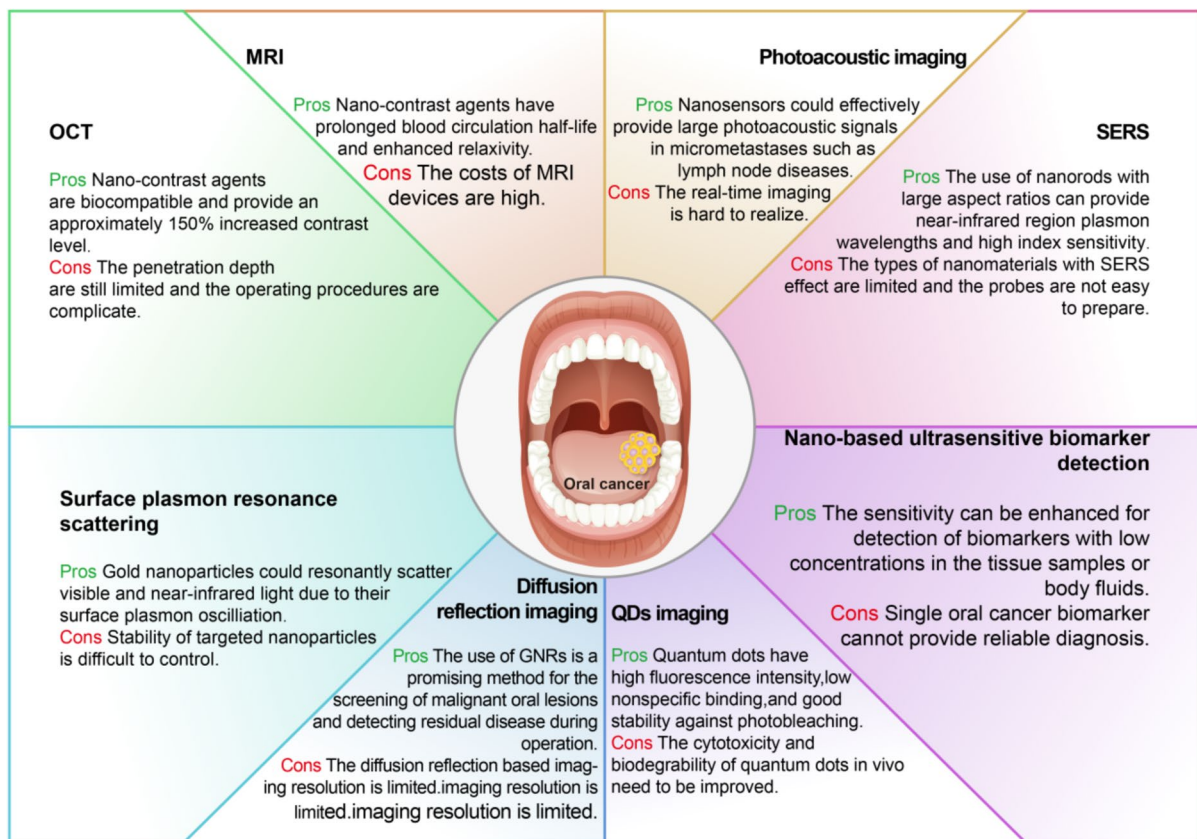 MRI
Pros Nano-contrast agents have
prolonged blood circulation half-life
and enhanced relaxivity.
Cons The costs of MRI
devices are high.
Photoacoustic imaging
Pros Nanosensors could effectively
provide large photoacoustic signals
in micrometastases such as
lymph node diseases.
Cons The real-time imaging
is hard to realize.
OCT
Pros Nano-contrast agents
are biocompatible and provide an
approximately 150% increased contrast
level.
Cons The penetration depth
are still limited and the operating procedures are
complicate.
SERS
Pros The use of nanorods with
large aspect ratios can provide
near-infrared region plasmon
wavelengths and high index sensitivity.
Cons The types of nanomaterials with SERS
effect are limited and the probes are not easy
to prepare.
Oral cancer
Surface plasmon resonance
scattering
Pros Gold nanoparticles could resonantly scatter
visible and near-infrared light due to their
surface plasmon osciliation.
Cons Stability of targeted nanoparticles
is difficult to control.
Diffusion
reflection imaging
Pros The use of GNRs is a
promising method for the
screening of malignant oral lesions
and detecting residual disease during
operation.
Cons The diffusion reflection based imag-
ing resolution is limited.imaging resolution is
limited.imaging resolution is limited.
QDs imaging
Pros Quantum dots have
high fluorescence intensity,low
nonspecific binding,and good
stability against photobleaching.
Cons The cytotoxicity and
biodegrability of quantum dots in vivo
need to be improved.
Nano-based ultrasensitive biomarker
detection
Pros The sensitivity can be enhanced for
detection of biomarkers with low
concentrations in the tissue samples or
body fluids.
Cons Single oral cancer biomarker
cannot provide reliable diagnosis.